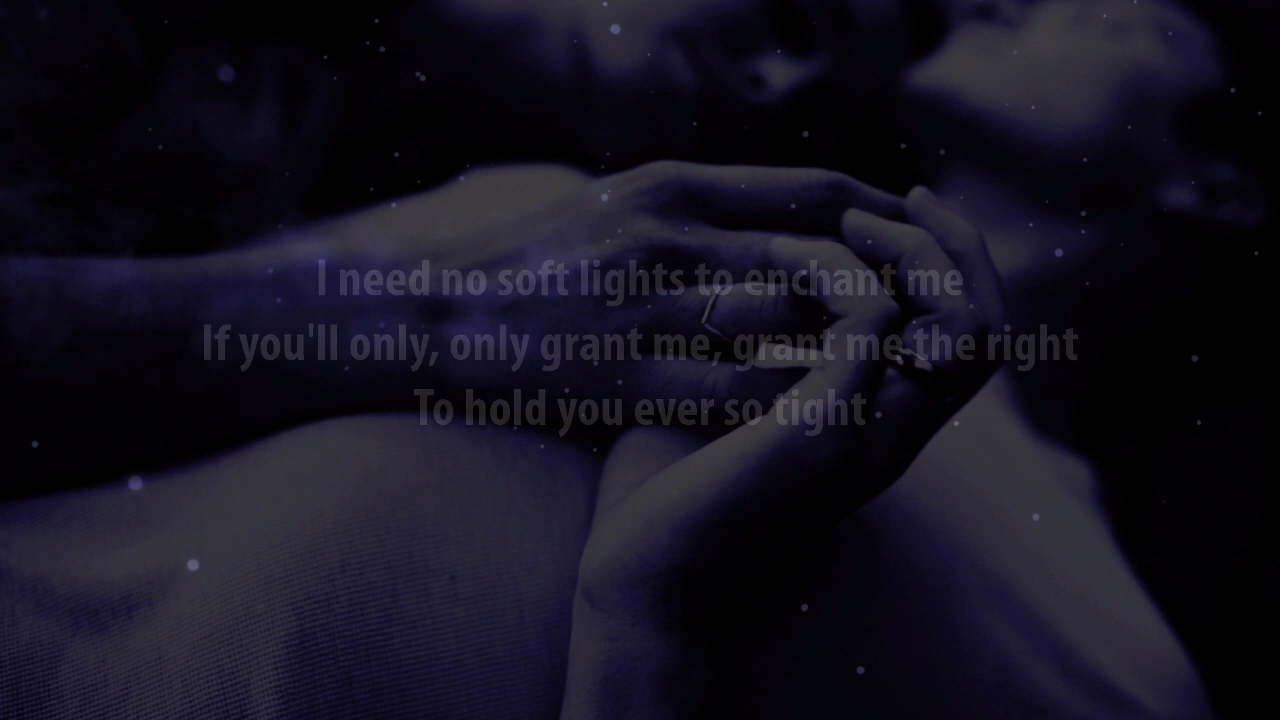 I need no soft lights to enchant me
If you'll only, only grant me, grant me the right
To hold you ever so tight